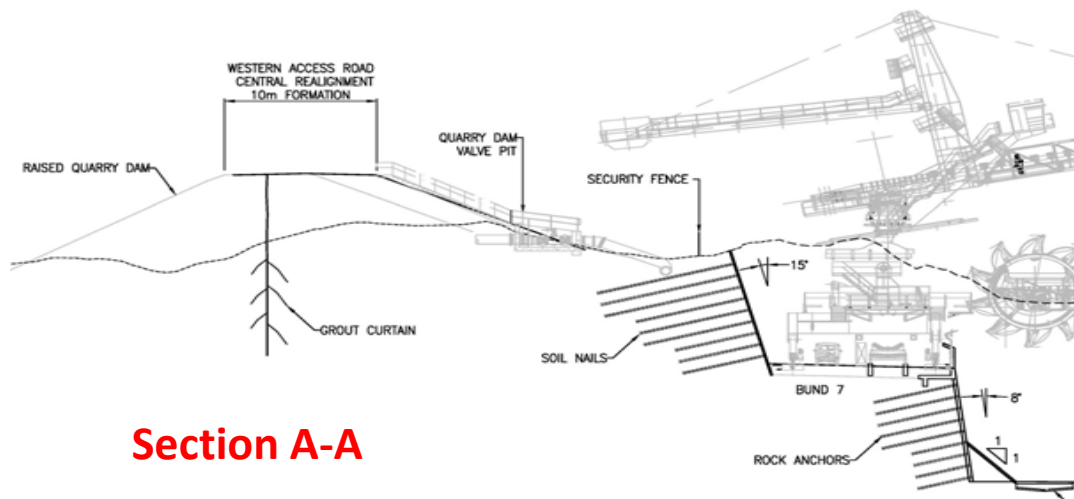 WESTERN ACCESS ROAD
CENTRAL REALIGNMENT
10m FORMATION
RAISED QUARRY DAM
QUARRY DAM
VALVE PIT
SECURITY FENCE
15°
GROUT CURTAIN
SOIL NAILS
BUND 7
8°
ROCK ANCHORS
1
1
Section A-A